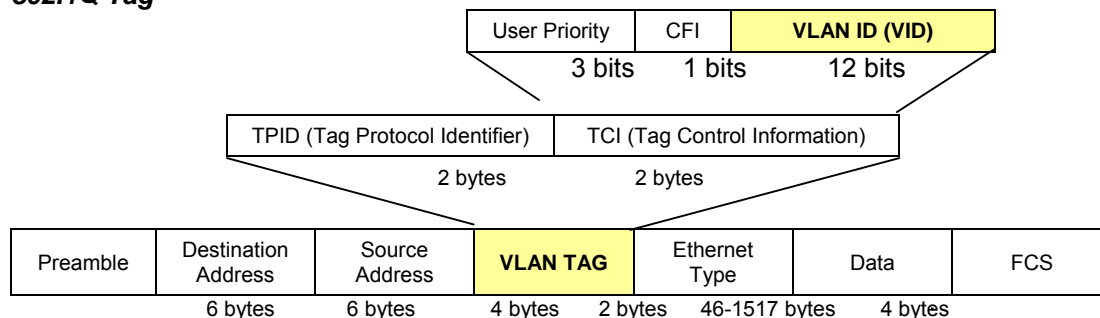 802.1Q Tag
User Priority CFI VLAN ID (VID)
3 bits 1 bits 12 bits
TPID (Tag Protocol Identifier) TCI (Tag Control Information)
2 bytes 2 bytes
Preamble Destination Address Source Address VLAN TAG Ethernet Type Data FCS
6 bytes 6 bytes 4 bytes 2 bytes 46-1517 bytes 4 bytes